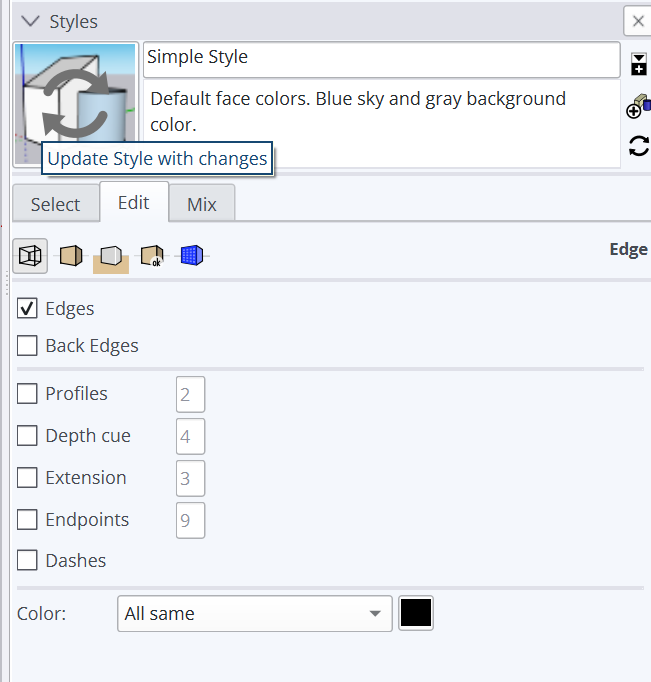 Styles
Simple Style
Default face colors. Blue sky and gray background
color.
Update Style with changes
Select Edit Mix
ok
Edge
Edges
Back Edges
Profiles 2
Depth cue 4
Extension 3
Endpoints 9
Dashes
Color: All same